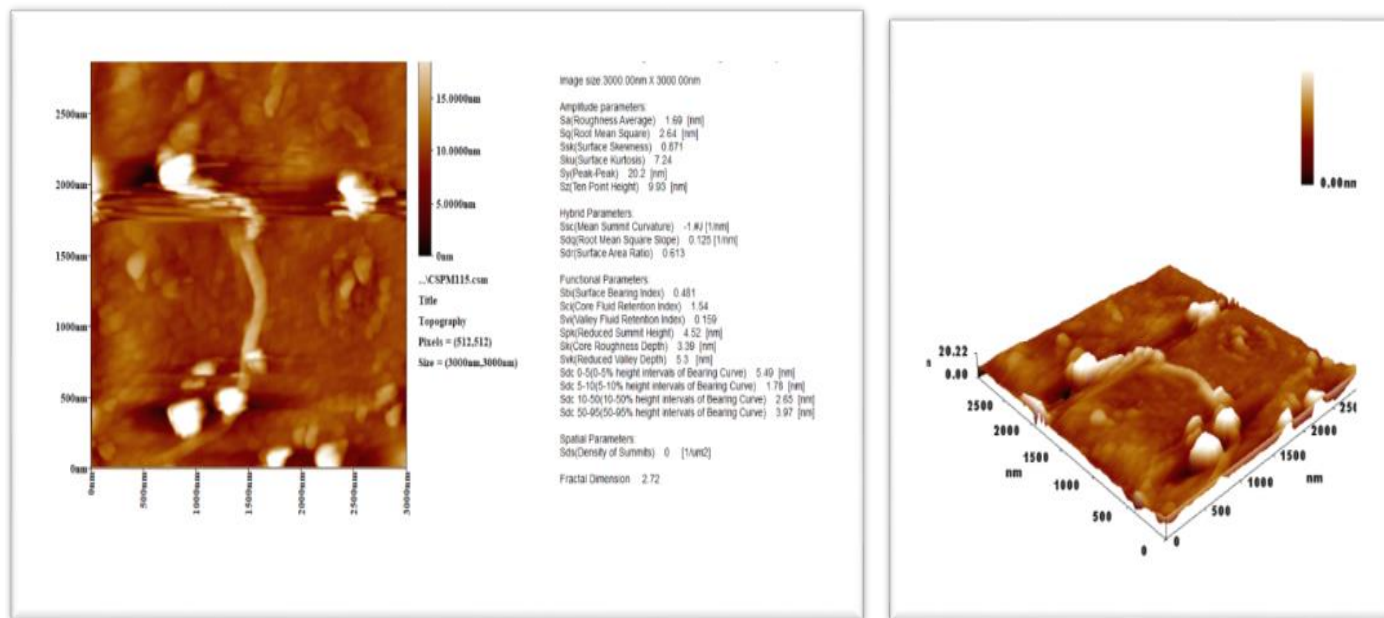 2500nm
2000nm
1500nm
1000nm
500nm
0nm
0nm
500nm
1000nm
1500nm
2000nm
2500nm
3000nm
15.0000nm
10.0000nm
5.0000nm
0nm
...\CSPM115.csm
Title
Topography
Pixels = (512,512)
Size = (3000nm,3000nm)
Image size:3000.00nm X 3000.00nm
Amplitude parameters:
Sa(Roughness Average) 1.69 [nm]
Sq(Root Mean Square) 2.64 [nm]
Ssk(Surface Skewness) 0.871
Sku(Surface Kurtosis) 7.24
Sy(Peak-Peak) 20.2 [nm]
Sz(Ten Point Height) 9.93 [nm]
Hybrid Parameters:
Ssc(Mean Summit Curvature) -1.#J [1/nm]
Sdq(Root Mean Square Slope) 0.125 [1/nm]
Sdr(Surface Area Ratio) 0.613
Functional Parameters:
Sbi(Surface Bearing Index) 0.481
Sci(Core Fluid Retention Index) 1.54
Svi(Valley Fluid Retention Index) 0.159
Spk(Reduced Summit Height) 4.52 [nm]
Sk(Core Roughness Depth) 3.39 [nm]
Svk(Reduced Valley Depth) 5.3 [nm]
Sdc 0-5(0-5% height intervals of Bearing Curve) 5.49 [nm]
Sdc 5-10(5-10% height intervals of Bearing Curve) 1.78 [nm]
Sdc 10-50(10-50% height intervals of Bearing Curve) 2.65 [nm]
Sdc 50-95(50-95% height intervals of Bearing Curve) 3.97 [nm]
Spatial Parameters:
Sds(Density of Summits) 0 [1/um2]
Fractal Dimension 2.72
0.00nm
20.22
0.00
2500
2000
1500
nm
1000
500
0
0
500
1000
nm
1500
2000